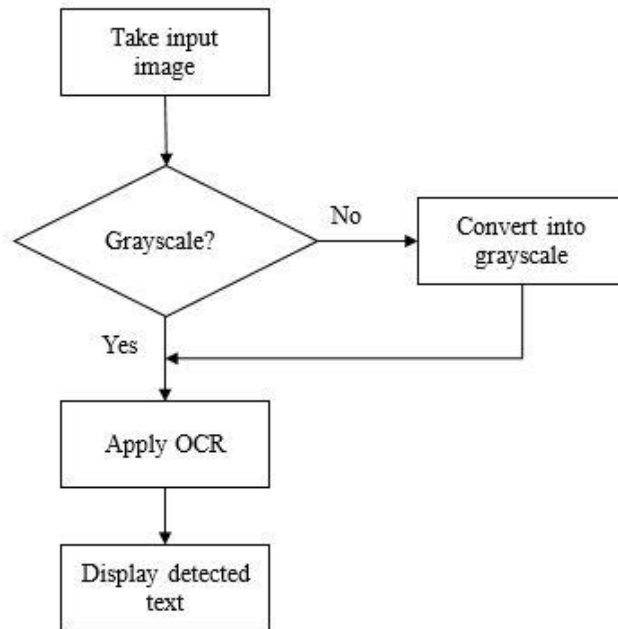 Take input
image
Grayscale?
No
Convert into
grayscale
Yes
Apply OCR
Display detected
text